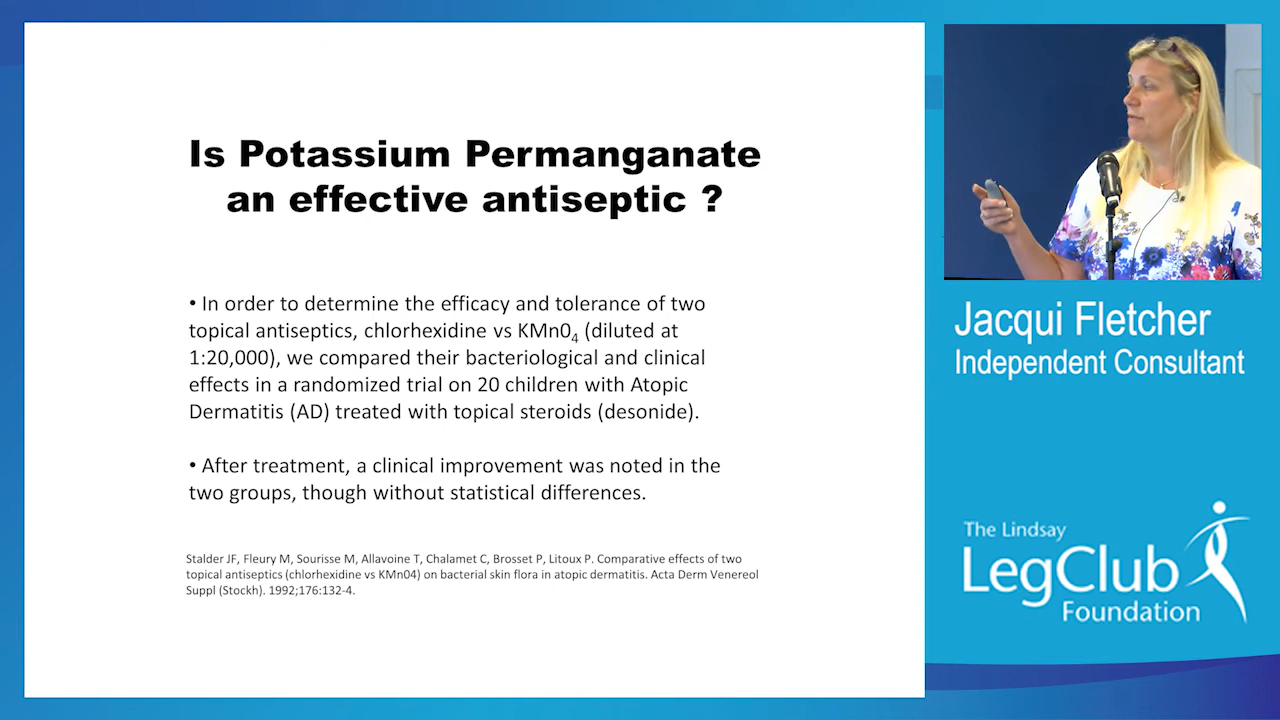 Is Potassium Permanganate
an effective antiseptic ?
• In order to determine the efficacy and tolerance of two
topical antiseptics, chlorhexidine vs KMn0₄ (diluted at
1:20,000), we compared their bacteriological and clinical
effects in a randomized trial on 20 children with Atopic
Dermatitis (AD) treated with topical steroids (desonide).
• After treatment, a clinical improvement was noted in the
two groups, though without statistical differences.
Stalder JF, Fleury M, Sourisse M, Allavoine T, Chalamet C, Brosset P, Litoux P. Comparative effects of two
topical antiseptics (chlorhexidine vs KMn04) on bacterial skin flora in atopic dermatitis. Acta Derm Venereol
Suppl (Stockh). 1992;176:132-4.
Jacqui Fletcher
Independent Consultant
The Lindsay
LegClub
Foundation